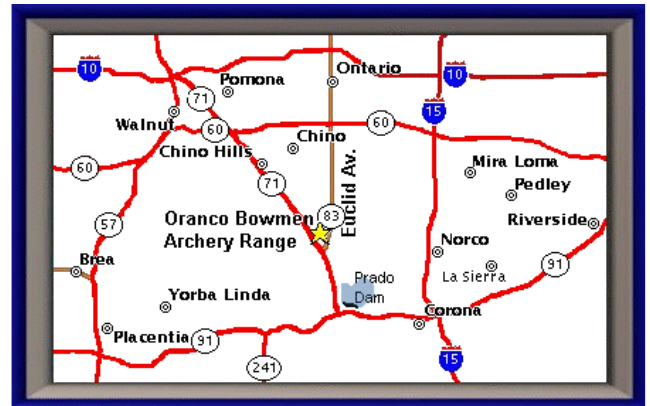 10
Ontario
10
Pomona
71
15
Walnut
60
Chino
60
Chino Hills
Mira Loma
60
71
Pedley
Euclid Av.
83
Oranco Bowmen
Archery Range
Riverside
57
Norco
Brea
La Sierra
91
Prado
Dam
Yorba Linda
Corona
Placentia
91
15
241